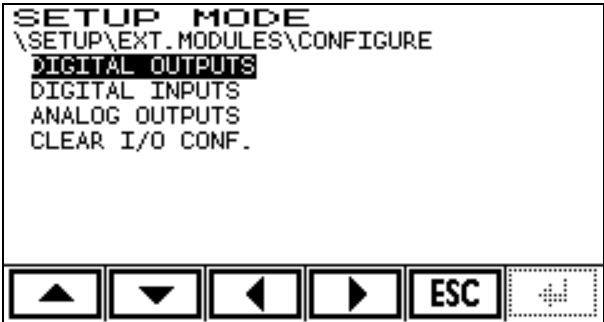 SETUP MODE
\SETUP\EXT.MODULES\CONFIGURE
DIGITAL OUTPUTS
DIGITAL INPUTS
ANALOG OUTPUTS
CLEAR I/O CONF.
ESC